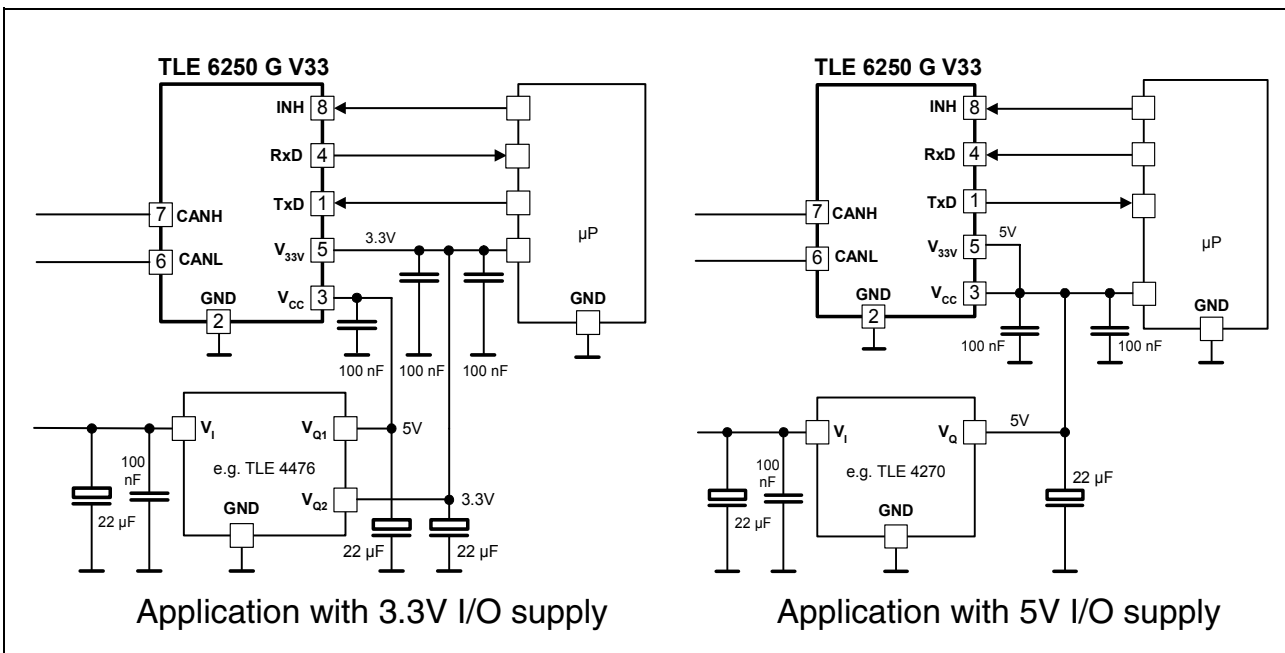 TLE 6250 G V33
INH 8
RxD 4
TxD 1
7 CANH
6 CANL
V33V 5
3.3V
VCC 3
GND
2
µP
GND
100 nF
100 nF
100 nF
VI
VQ1
5V
e.g. TLE 4476
VQ2
3.3V
GND
100
nF
22 µF
22 µF
22 µF
Application with 3.3V I/O supply
TLE 6250 G V33
INH 8
RxD 4
TxD 1
7 CANH
6 CANL
V33V 5
5V
VCC 3
GND
2
µP
GND
100 nF
100 nF
VI
VQ
5V
e.g. TLE 4270
GND
100
nF
22 µF
22 µF
Application with 5V I/O supply